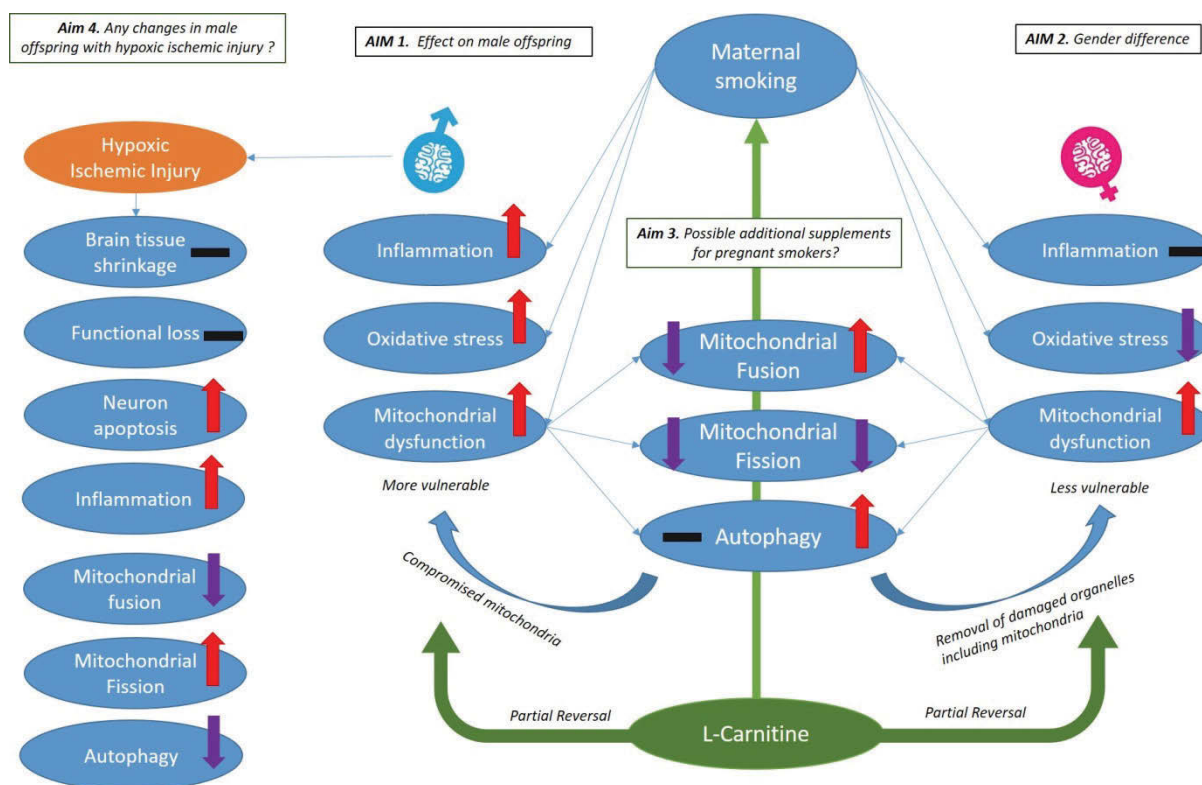 Aim 4. Any changes in male
offspring with hypoxic ischemic injury ?
AIM 1. Effect on male offspring
Maternal
smoking
AIM 2. Gender difference
Hypoxic
Ischemic Injury
Brain tissue
shrinkage
Functional loss
Neuron
apoptosis
Inflammation
Mitochondrial
fusion
Mitochondrial
Fission
Autophagy
Inflammation
Oxidative stress
Mitochondrial
dysfunction
More vulnerable
Compromised mitochondria
Aim 3. Possible additional supplements
for pregnant smokers?
Mitochondrial
Fusion
Mitochondrial
Fission
Autophagy
Inflammation
Oxidative stress
Mitochondrial
dysfunction
Less vulnerable
Removal of damaged organelles
including mitochondria
Partial Reversal
L-Carnitine
Partial Reversal